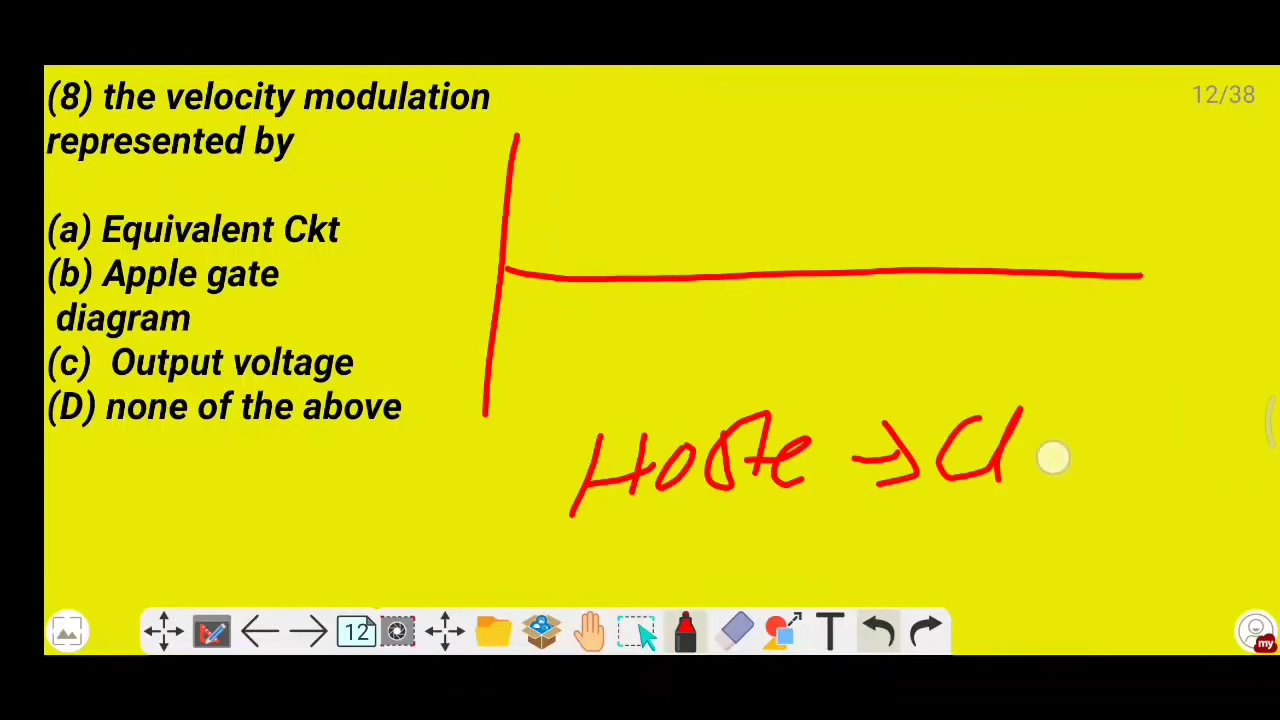 (8) the velocity modulation
represented by
12/38
(a) Equivalent Ckt
(b) Apple gate
diagram
(c) Output voltage
(D) none of the above
12
my